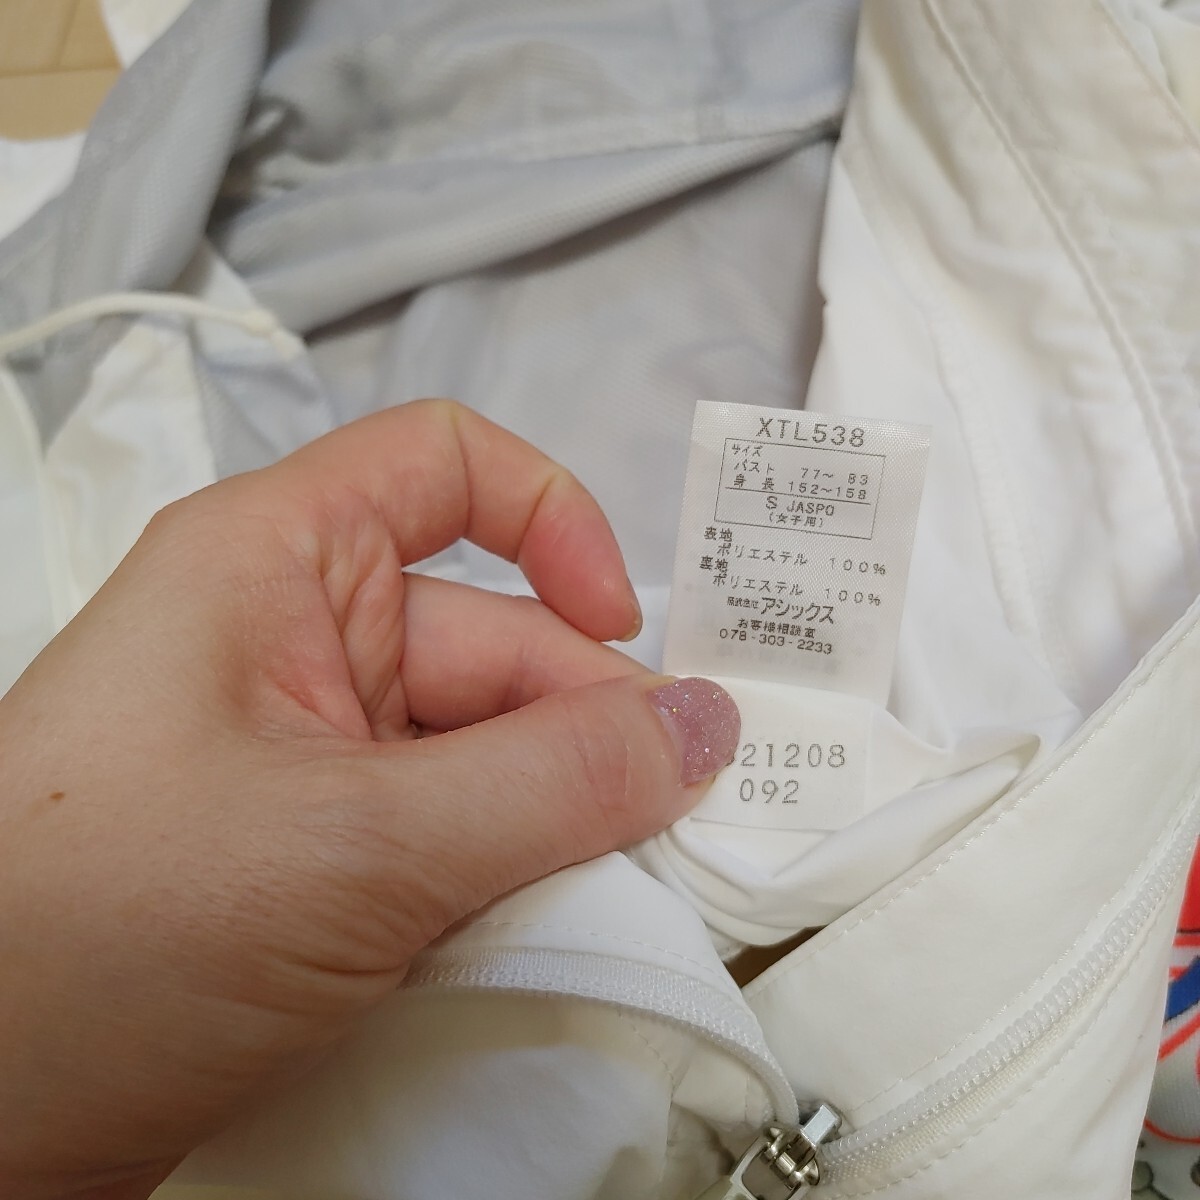 XTL538
サイズ
バスト 77～ 83
身 長 152～158
S JASPO
(女子用)
表地
ポリエステル 100%
裏地
ポリエステル 100%
株式会社 アシックス
お客様相談室
078-303-2233
21208
092